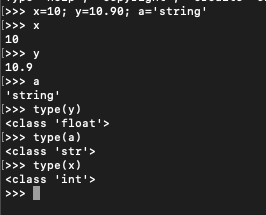 >>> x=10; y=10.90; a='string'
[>>> x
10
[>>> y
10.9
[>>> a
'string'
[>>> type(y)
<class 'float'>
[>>> type(a)
<class 'str'>
[>>> type(x)
<class 'int'>
>>>